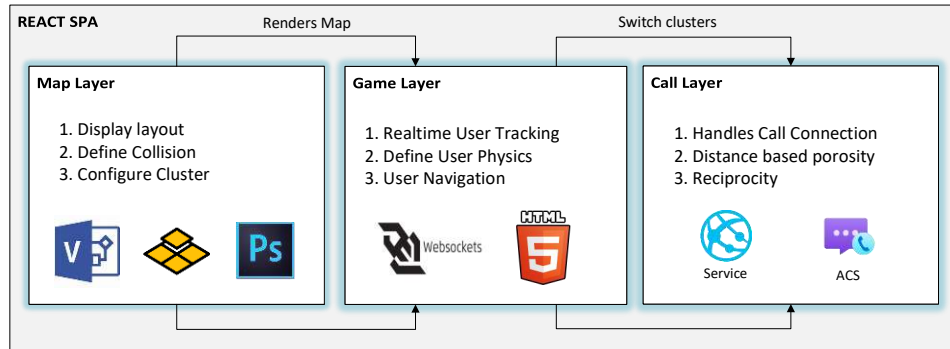 REACT SPA
Renders Map
Switch clusters
Map Layer
1. Display layout
2. Define Collision
3. Configure Cluster
V
Ps
Game Layer
1. Realtime User Tracking
2. Define User Physics
3. User Navigation
Websockets
HTML
5
Call Layer
1. Handles Call Connection
2. Distance based porosity
3. Reciprocity
Service
ACS